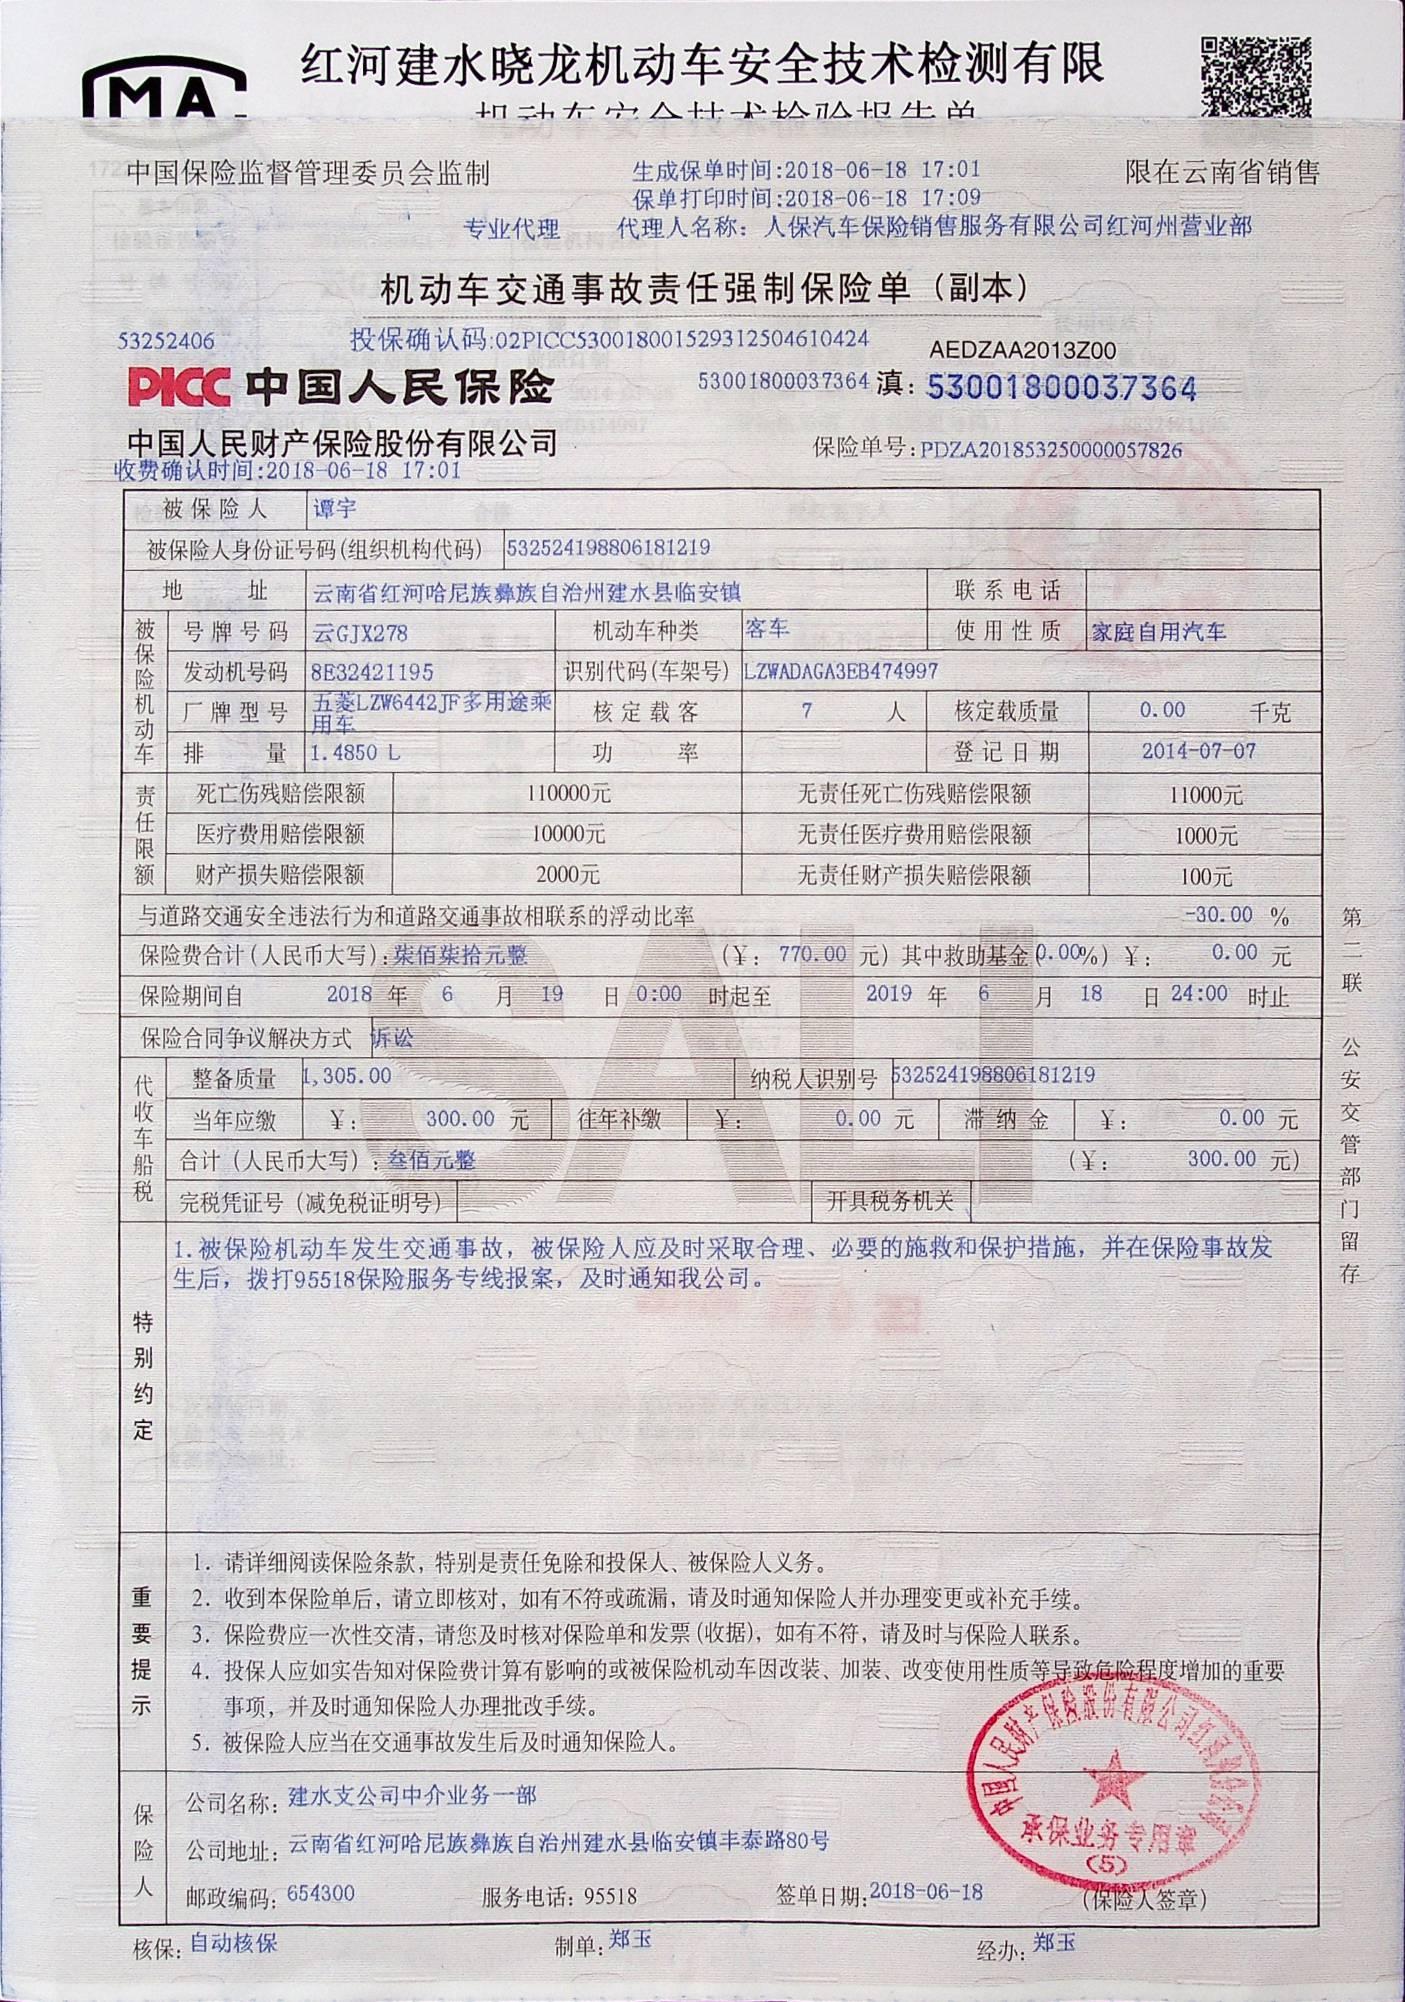 红河建水晓龙机动车安全技术检测有限
MA
机动车安全技术检验报告单
中国保险监督管理委员会监制
生成保单时间:2018-06-18 17:01
限在云南省销售
保单打印时间:2018-06-18 17:09
专业代理 代理人名称: 人保汽车保险销售服务有限公司红河州营业部
机动车交通事故责任强制保险单（副本）
53252406 投保确认码:02PICC530018001529312504610424 AEDZAA2013Z00
PICC 中国人民保险 53001800037364 滇: 53001800037364
中国人民财产保险股份有限公司 保险单号:PDZA201853250000057826
收费确认时间:2018-06-18 17:01
被保险人 谭宇
被保险人身份证号码(组织机构代码) 532524198806181219
地 址 云南省红河哈尼族彝族自治州建水县临安镇 联系电话
被保险机动车
号牌号码 云GJX278 机动车种类 客车 使用性质 家庭自用汽车
发动机号码 8E32421195 识别代码(车架号) LZWADAGA3EB474997
厂牌型号 五菱LZW6442JF多用途乘用车 核定载客 7 人 核定载质量 0.00 千克
排 量 1.4850 L 功 率 登记日期 2014-07-07
责任限额
死亡伤残赔偿限额 110000元 无责任死亡伤残赔偿限额 11000元
医疗费用赔偿限额 10000元 无责任医疗费用赔偿限额 1000元
财产损失赔偿限额 2000元 无责任财产损失赔偿限额 100元
与道路交通安全违法行为和道路交通事故相联系的浮动比率 -30.00 %
保险费合计(人民币大写):柒佰柒拾元整 (¥: 770.00 元) 其中救助基金(0.00%) ¥: 0.00 元
保险期间自 2018 年 6 月 19 日 0:00 时起至 2019 年 6 月 18 日 24:00 时止
保险合同争议解决方式 诉讼
代收车船税
整备质量 1,305.00 纳税人识别号 532524198806181219
当年应缴 ¥: 300.00 元 往年补缴 ¥: 0.00 元 滞纳金 ¥: 0.00 元
合计（人民币大写）:叁佰元整 (¥: 300.00 元)
完税凭证号（减免税证明号） 开具税务机关
SALI
特别约定
1.被保险机动车发生交通事故，被保险人应及时采取合理、必要的施救和保护措施，并在保险事故发
生后，拨打95518保险服务专线报案，及时通知我公司。
重要提示
1. 请详细阅读保险条款，特别是责任免除和投保人、被保险人义务。
2. 收到本保险单后，请立即核对，如有不符或疏漏，请及时通知保险人并办理变更或补充手续。
3. 保险费应一次性交清，请您及时核对保险单和发票(收据)，如有不符，请及时与保险人联系。
4. 投保人应如实告知对保险费计算有影响的或被保险机动车因改装、加装、改变使用性质等导致危险程度增加的重要
事项，并及时通知保险人办理批改手续。
5. 被保险人应当在交通事故发生后及时通知保险人。
保险人
公司名称: 建水支公司中介业务一部
公司地址: 云南省红河哈尼族彝族自治州建水县临安镇丰泰路80号
邮政编码: 654300 服务电话: 95518 签单日期:2018-06-18 (保险人签章)
承保业务专用章
(5)
核保: 自动核保 制单: 郑玉 经办: 郑玉
第二联 公安交管部门留存